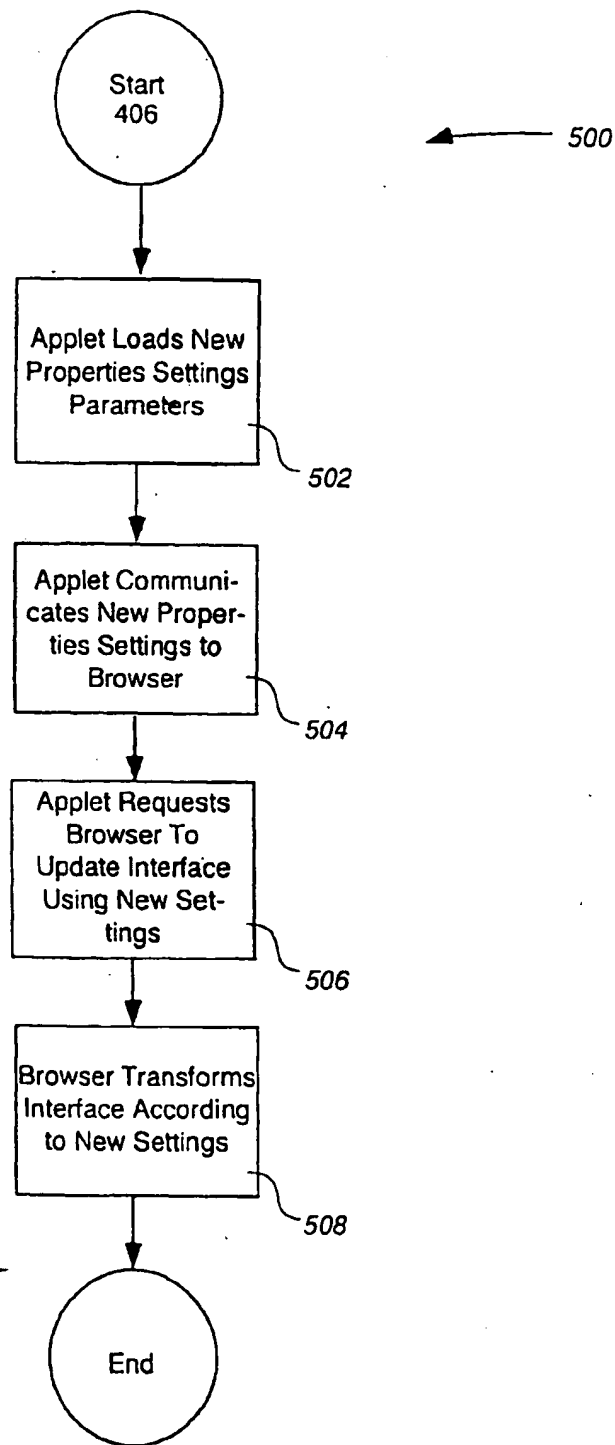 Start
406
500
Applet Loads New
Properties Settings
Parameters
502
Applet Communi-
cates New Proper-
ties Settings to
Browser
504
Applet Requests
Browser To
Update Interface
Using New Set-
tings
506
Browser Transforms
Interface According
to New Settings
508
End